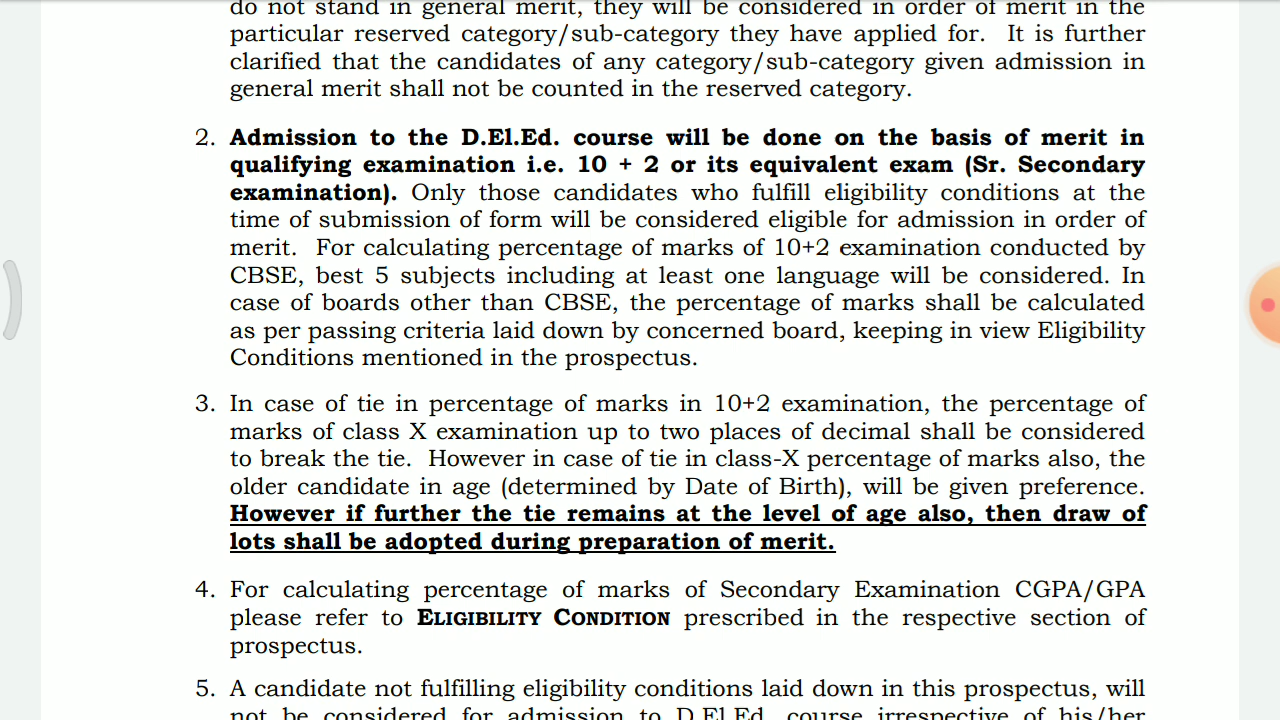 do not stand in general merit, they will be considered in order of merit in the
particular reserved category/sub-category they have applied for. It is further
clarified that the candidates of any category/sub-category given admission in
general merit shall not be counted in the reserved category.
2. Admission to the D.El.Ed. course will be done on the basis of merit in
qualifying examination i.e. 10 + 2 or its equivalent exam (Sr. Secondary
examination). Only those candidates who fulfill eligibility conditions at the
time of submission of form will be considered eligible for admission in order of
merit. For calculating percentage of marks of 10+2 examination conducted by
CBSE, best 5 subjects including at least one language will be considered. In
case of boards other than CBSE, the percentage of marks shall be calculated
as per passing criteria laid down by concerned board, keeping in view Eligibility
Conditions mentioned in the prospectus.
3. In case of tie in percentage of marks in 10+2 examination, the percentage of
marks of class X examination up to two places of decimal shall be considered
to break the tie. However in case of tie in class-X percentage of marks also, the
older candidate in age (determined by Date of Birth), will be given preference.
However if further the tie remains at the level of age also, then draw of
lots shall be adopted during preparation of merit.
4. For calculating percentage of marks of Secondary Examination CGPA/GPA
please refer to ELIGIBILITY CONDITION prescribed in the respective section of
prospectus.
5. A candidate not fulfilling eligibility conditions laid down in this prospectus, will
not be considered for admission to D.El.Ed. course irrespective of his/her